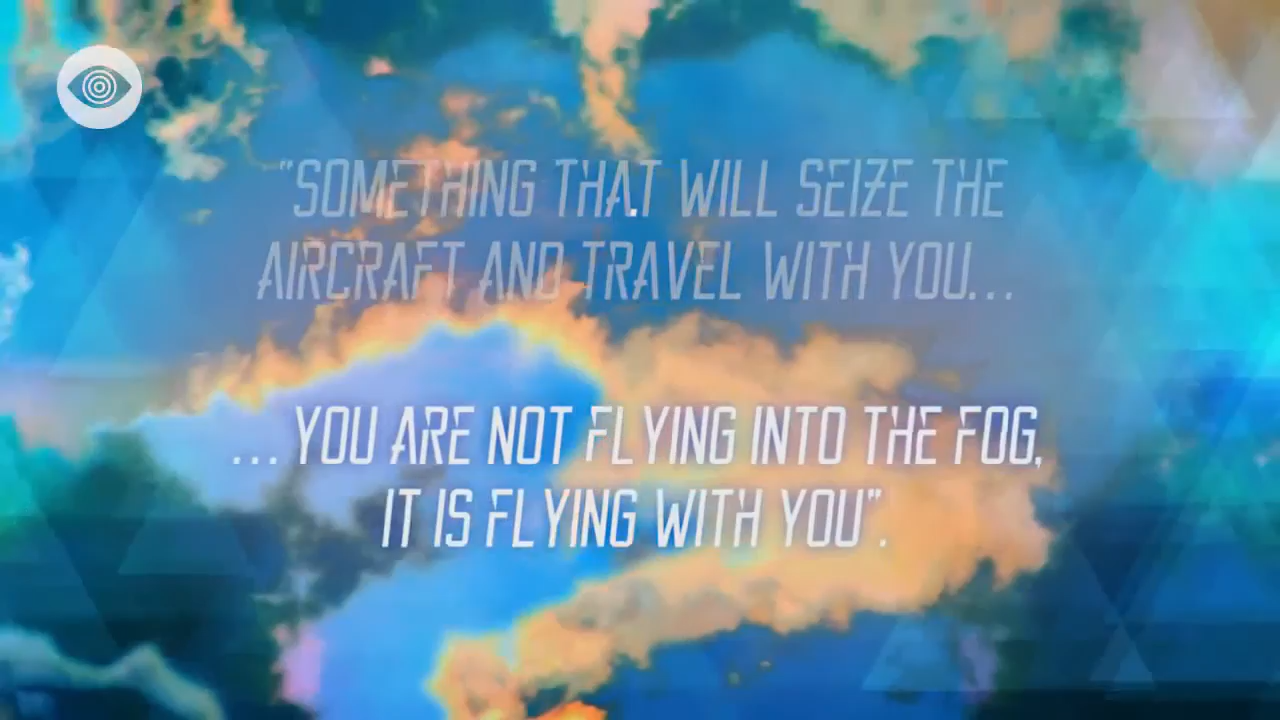 "SOMETHING THAT WILL SEIZE THE
AIRCRAFT AND TRAVEL WITH YOU...
...YOU ARE NOT FLYING INTO THE FOG,
IT IS FLYING WITH YOU".